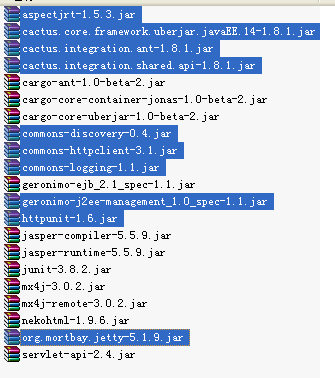 aspectjrt-1.5.3.jar
cactus.core.framework.uberjar.javaEE.14-1.8.1.jar
cactus.integration.ant-1.8.1.jar
cactus.integration.shared.api-1.8.1.jar
cargo-ant-1.0-beta-2.jar
cargo-core-container-jonas-1.0-beta-2.jar
cargo-core-uberjar-1.0-beta-2.jar
commons-discovery-0.4.jar
commons-httpclient-3.1.jar
commons-logging-1.1.jar
geronimo-ejb_2.1_spec-1.1.jar
geronimo-j2ee-management_1.0_spec-1.1.jar
httpunit-1.6.jar
jasper-compiler-5.5.9.jar
jasper-runtime-5.5.9.jar
junit-3.8.2.jar
mx4j-3.0.2.jar
mx4j-remote-3.0.2.jar
nekohtml-1.9.6.jar
org.mortbay.jetty-5.1.9.jar
servlet-api-2.4.jar